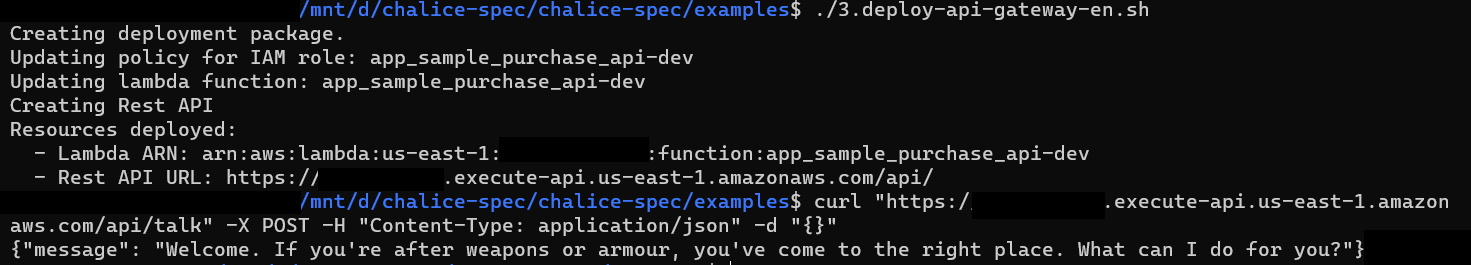 /mnt/d/chalice-spec/chalice-spec/examples$ ./3.deploy-api-gateway-en.sh
Creating deployment package.
Updating policy for IAM role: app_sample_purchase_api-dev
Updating lambda function: app_sample_purchase_api-dev
Creating Rest API
Resources deployed:
  - Lambda ARN: arn:aws:lambda:us-east-1: :function:app_sample_purchase_api-dev
  - Rest API URL: https:// .execute-api.us-east-1.amazonaws.com/api/
/mnt/d/chalice-spec/chalice-spec/examples$ curl "https:/ .execute-api.us-east-1.amazon
aws.com/api/talk" -X POST -H "Content-Type: application/json" -d "{}"
{"message": "Welcome. If you're after weapons or armour, you've come to the right place. What can I do for you?"}